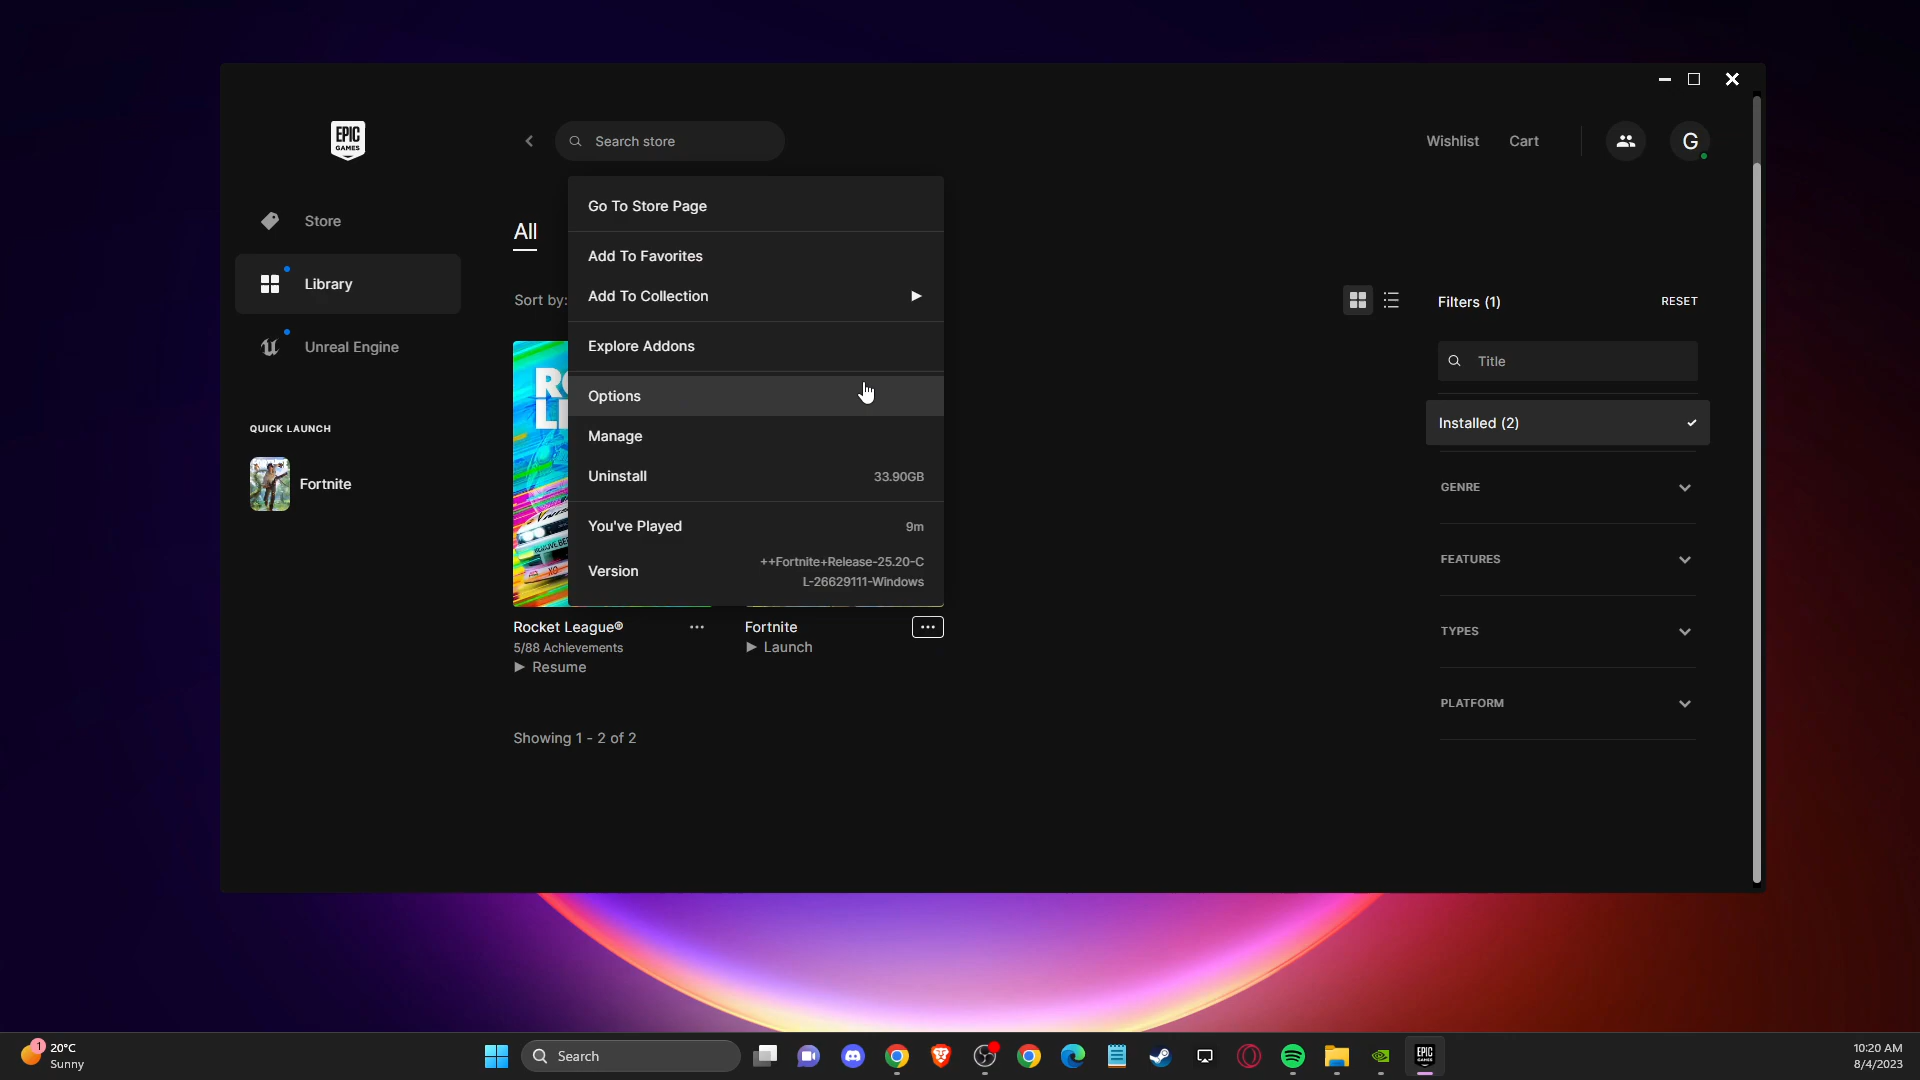 EPIC
GAMES
Search store
Wishlist
Cart
G
Store
Library
Unreal Engine
QUICK LAUNCH
Fortnite
All
Sort by:
Go To Store Page
Add To Favorites
Add To Collection
Explore Addons
Options
Manage
Uninstall 33.90GB
You've Played 9m
Version ++Fortnite+Release-25.20-C
L-26629111-Windows
Rocket League®
5/88 Achievements
Resume
Fortnite
Launch
Showing 1 - 2 of 2
Filters (1) RESET
Title
Installed (2)
GENRE
FEATURES
TYPES
PLATFORM
1
20°C
Sunny
Search
EPIC
GAMES
10:20 AM
8/4/2023